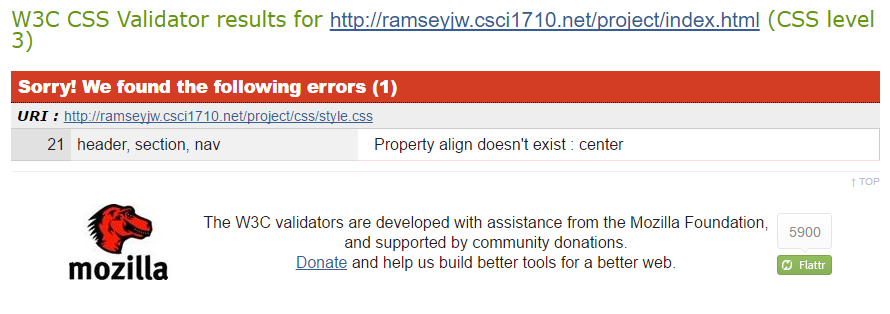 W3C CSS Validator results for http://ramseyjw.csci1710.net/project/index.html (CSS level
3)
Sorry! We found the following errors (1)
URI : http://ramseyjw.csci1710.net/project/css/style.css
21 header, section, nav Property align doesn't exist : center
↑ TOP
The W3C validators are developed with assistance from the Mozilla Foundation,
and supported by community donations.
Donate and help us build better tools for a better web.
mozilla
5900
Flattr